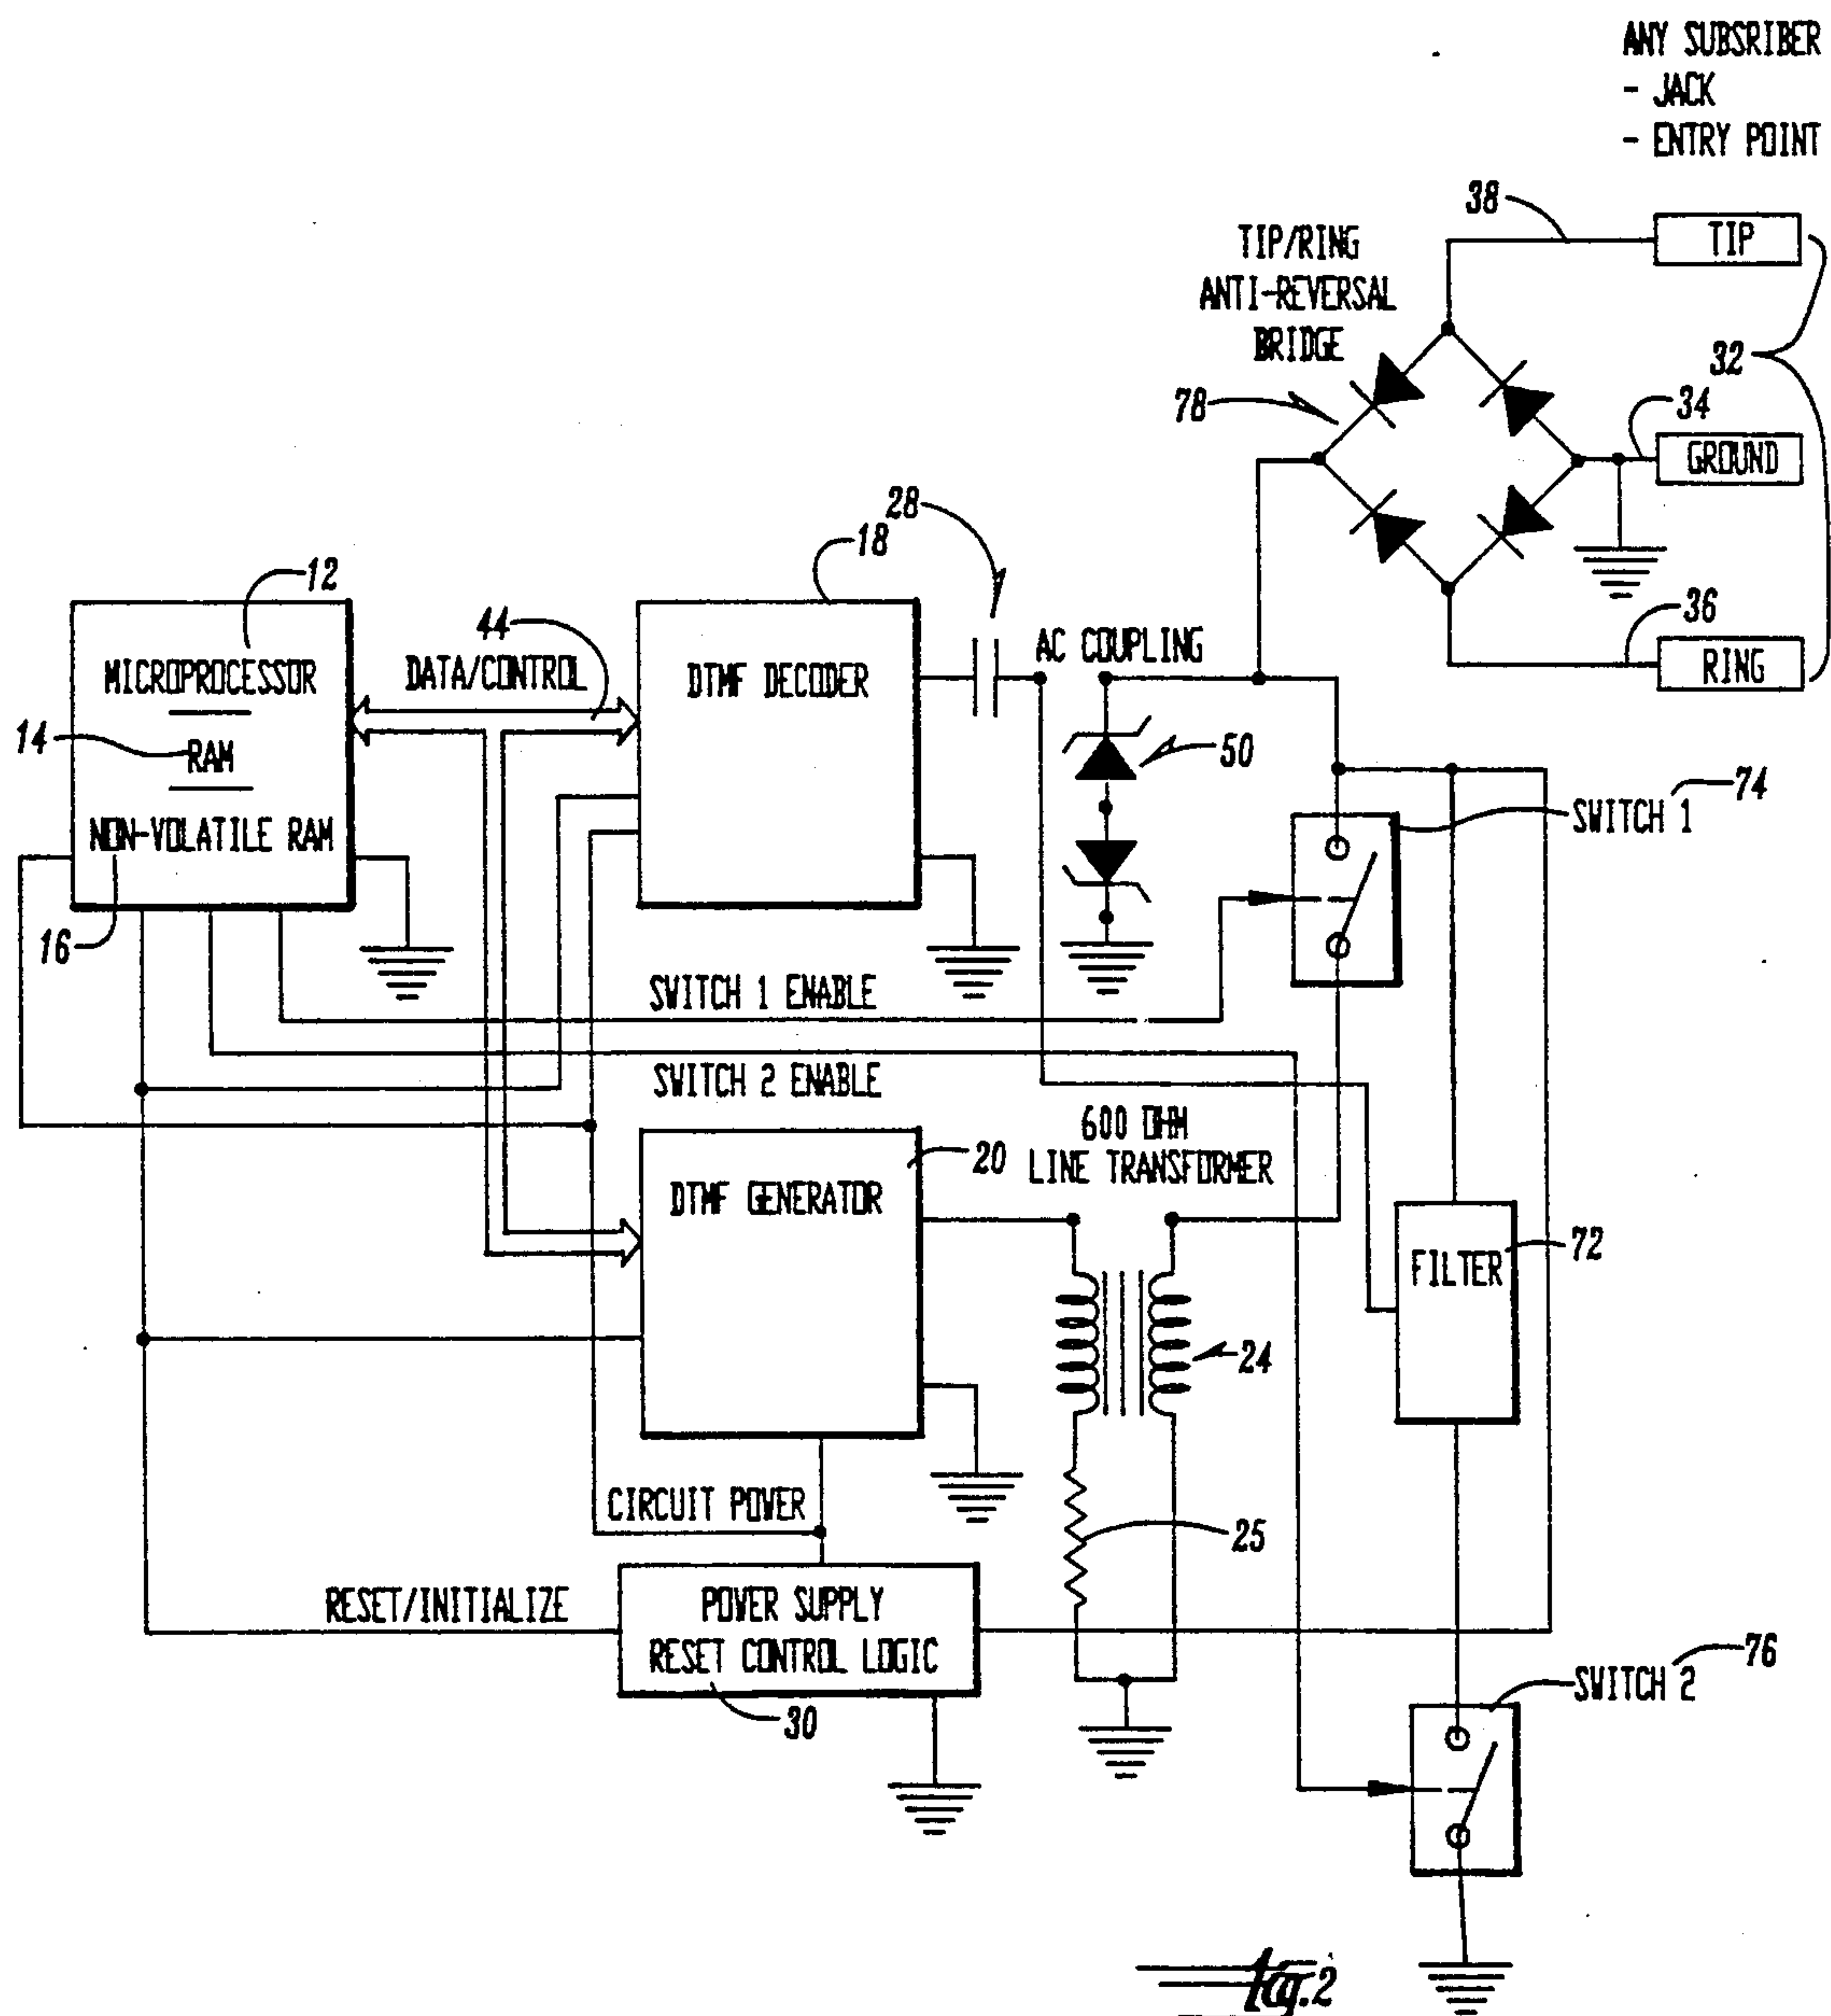 ANY SUBSRIBER
- JACK
- ENTRY POINT
38
TIP
TIP/RING
ANTI-REVERSAL
BRIDGE
32
78
34
GROUND
28
18
36
RING
12
44
MICROPROCESSOR
DATA/CONTROL
DTMF DECODER
AC COUPLING
14
RAM
50
74
SWITCH 1
NON-VOLATILE RAM
16
SWITCH 1 ENABLE
SWITCH 2 ENABLE
600 OHM
LINE TRANSFORMER
20
DTMF GENERATOR
FILTER
72
24
CIRCUIT POWER
25
RESET/INITIALIZE
POWER SUPPLY
RESET CONTROL LOGIC
30
76
SWITCH 2
Fig. 2